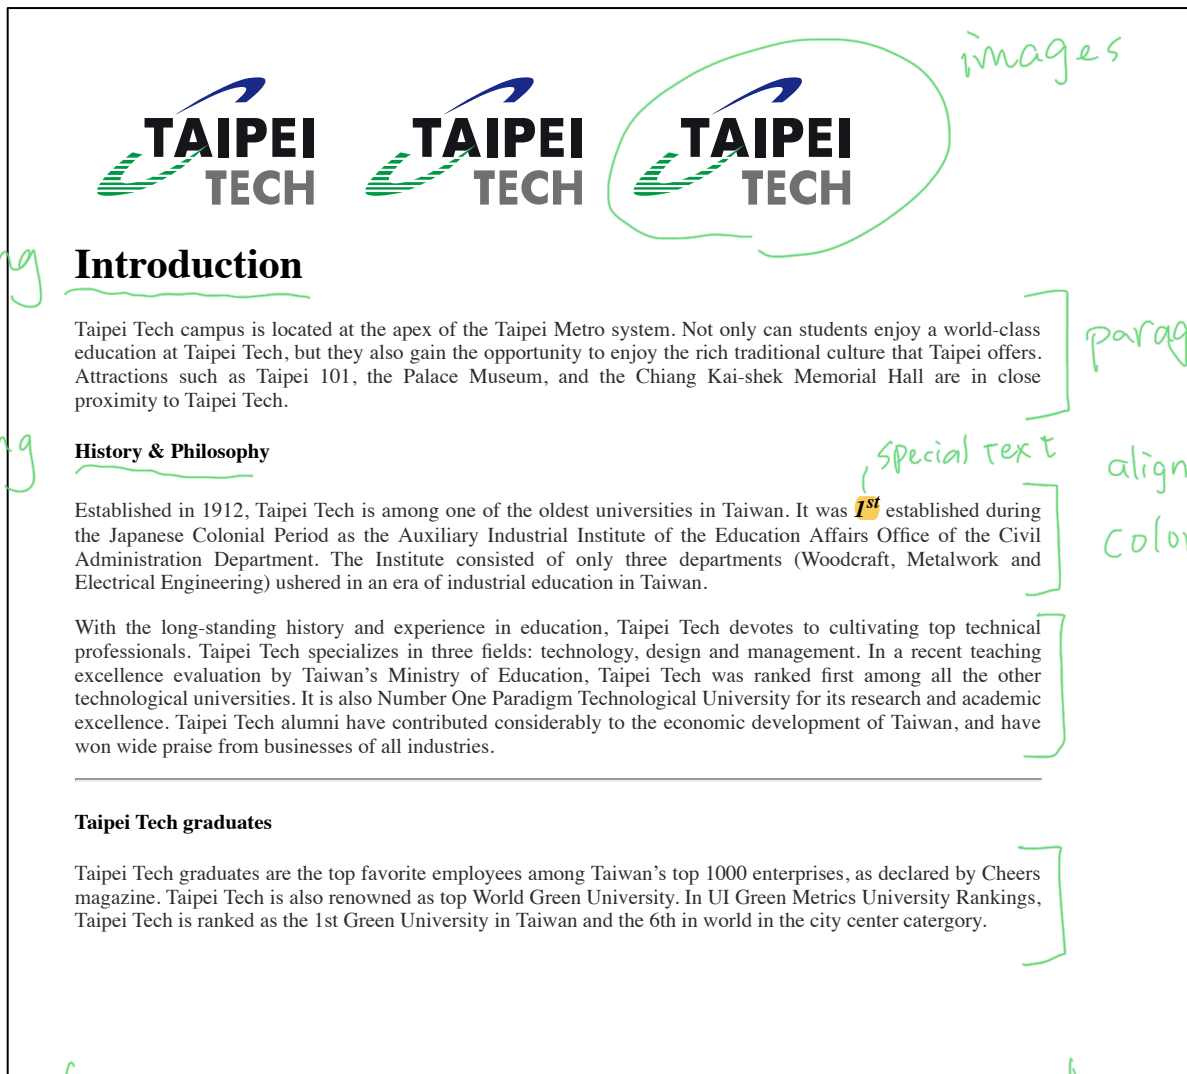 images
TAIPEI TAIPEI TAIPEI
TECH TECH TECH
Introduction
Taipei Tech campus is located at the apex of the Taipei Metro system. Not only can students enjoy a world-class
education at Taipei Tech, but they also gain the opportunity to enjoy the rich traditional culture that Taipei offers.
Attractions such as Taipei 101, the Palace Museum, and the Chiang Kai-shek Memorial Hall are in close
proximity to Taipei Tech.
parag
ng
ng
History & Philosophy
special text
align
color
Established in 1912, Taipei Tech is among one of the oldest universities in Taiwan. It was 1st established during
the Japanese Colonial Period as the Auxiliary Industrial Institute of the Education Affairs Office of the Civil
Administration Department. The Institute consisted of only three departments (Woodcraft, Metalwork and
Electrical Engineering) ushered in an era of industrial education in Taiwan.
With the long-standing history and experience in education, Taipei Tech devotes to cultivating top technical
professionals. Taipei Tech specializes in three fields: technology, design and management. In a recent teaching
excellence evaluation by Taiwan's Ministry of Education, Taipei Tech was ranked first among all the other
technological universities. It is also Number One Paradigm Technological University for its research and academic
excellence. Taipei Tech alumni have contributed considerably to the economic development of Taiwan, and have
won wide praise from businesses of all industries.
Taipei Tech graduates
Taipei Tech graduates are the top favorite employees among Taiwan's top 1000 enterprises, as declared by Cheers
magazine. Taipei Tech is also renowned as top World Green University. In UI Green Metrics University Rankings,
Taipei Tech is ranked as the 1st Green University in Taiwan and the 6th in world in the city center catergory.